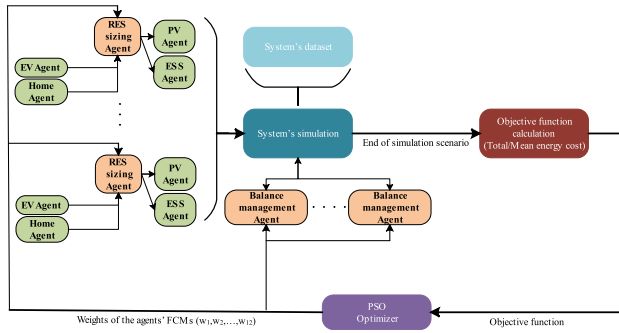 RES
sizing
Agent
PV
Agent
ESS
Agent
EV Agent
Home
Agent
System's dataset
System's simulation
End of simulation scenario
Objective function
calculation
(Total/Mean energy cost)
RES
sizing
Agent
PV
Agent
ESS
Agent
EV Agent
Home
Agent
Balance
management
Agent
Balance
management
Agent
PSO
Optimizer
Weights of the agents' FCMs (w1,w2,...,w12)
Objective function